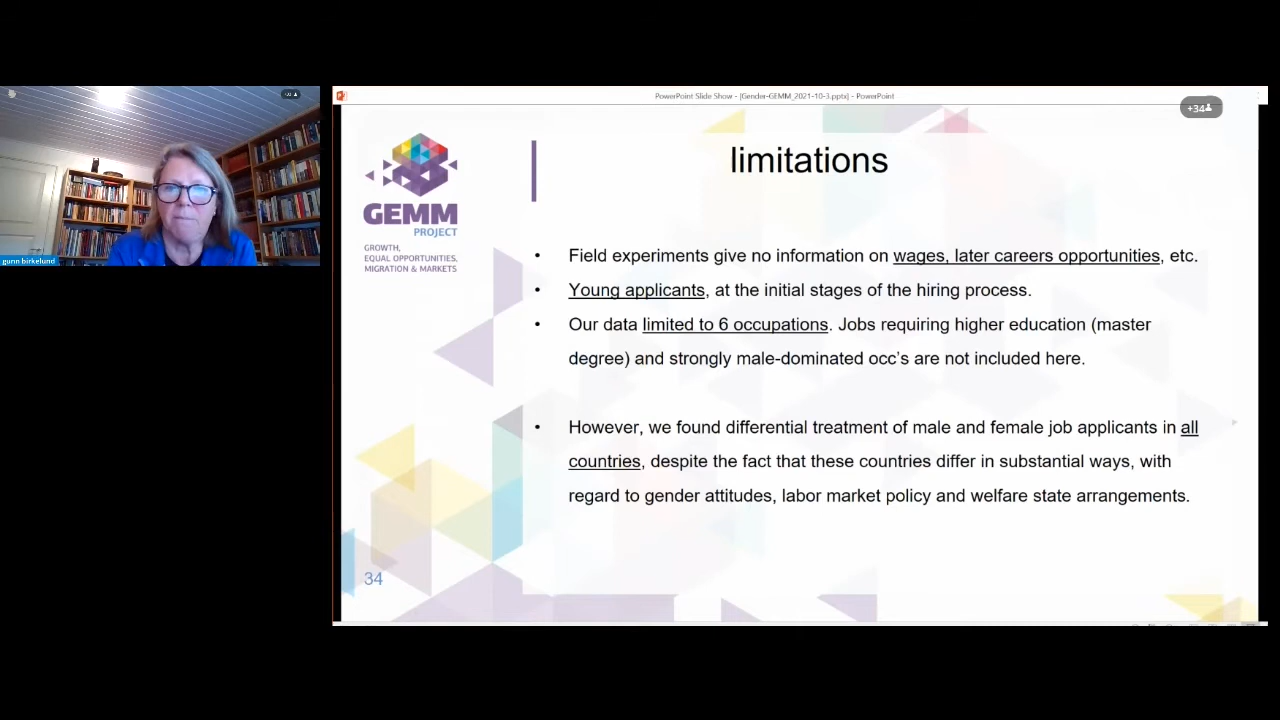 PowerPoint Slide Show - [Gender-GEMM_2021-10-3.pptx] - PowerPoint
+34
limitations
GEMM
PROJECT
GROWTH,
EQUAL OPPORTUNITIES,
MIGRATION & MARKETS
gunn birkelund
• Field experiments give no information on wages, later careers opportunities, etc.
• Young applicants, at the initial stages of the hiring process.
• Our data limited to 6 occupations. Jobs requiring higher education (master
degree) and strongly male-dominated occ's are not included here.
• However, we found differential treatment of male and female job applicants in all
countries, despite the fact that these countries differ in substantial ways, with
regard to gender attitudes, labor market policy and welfare state arrangements.
34